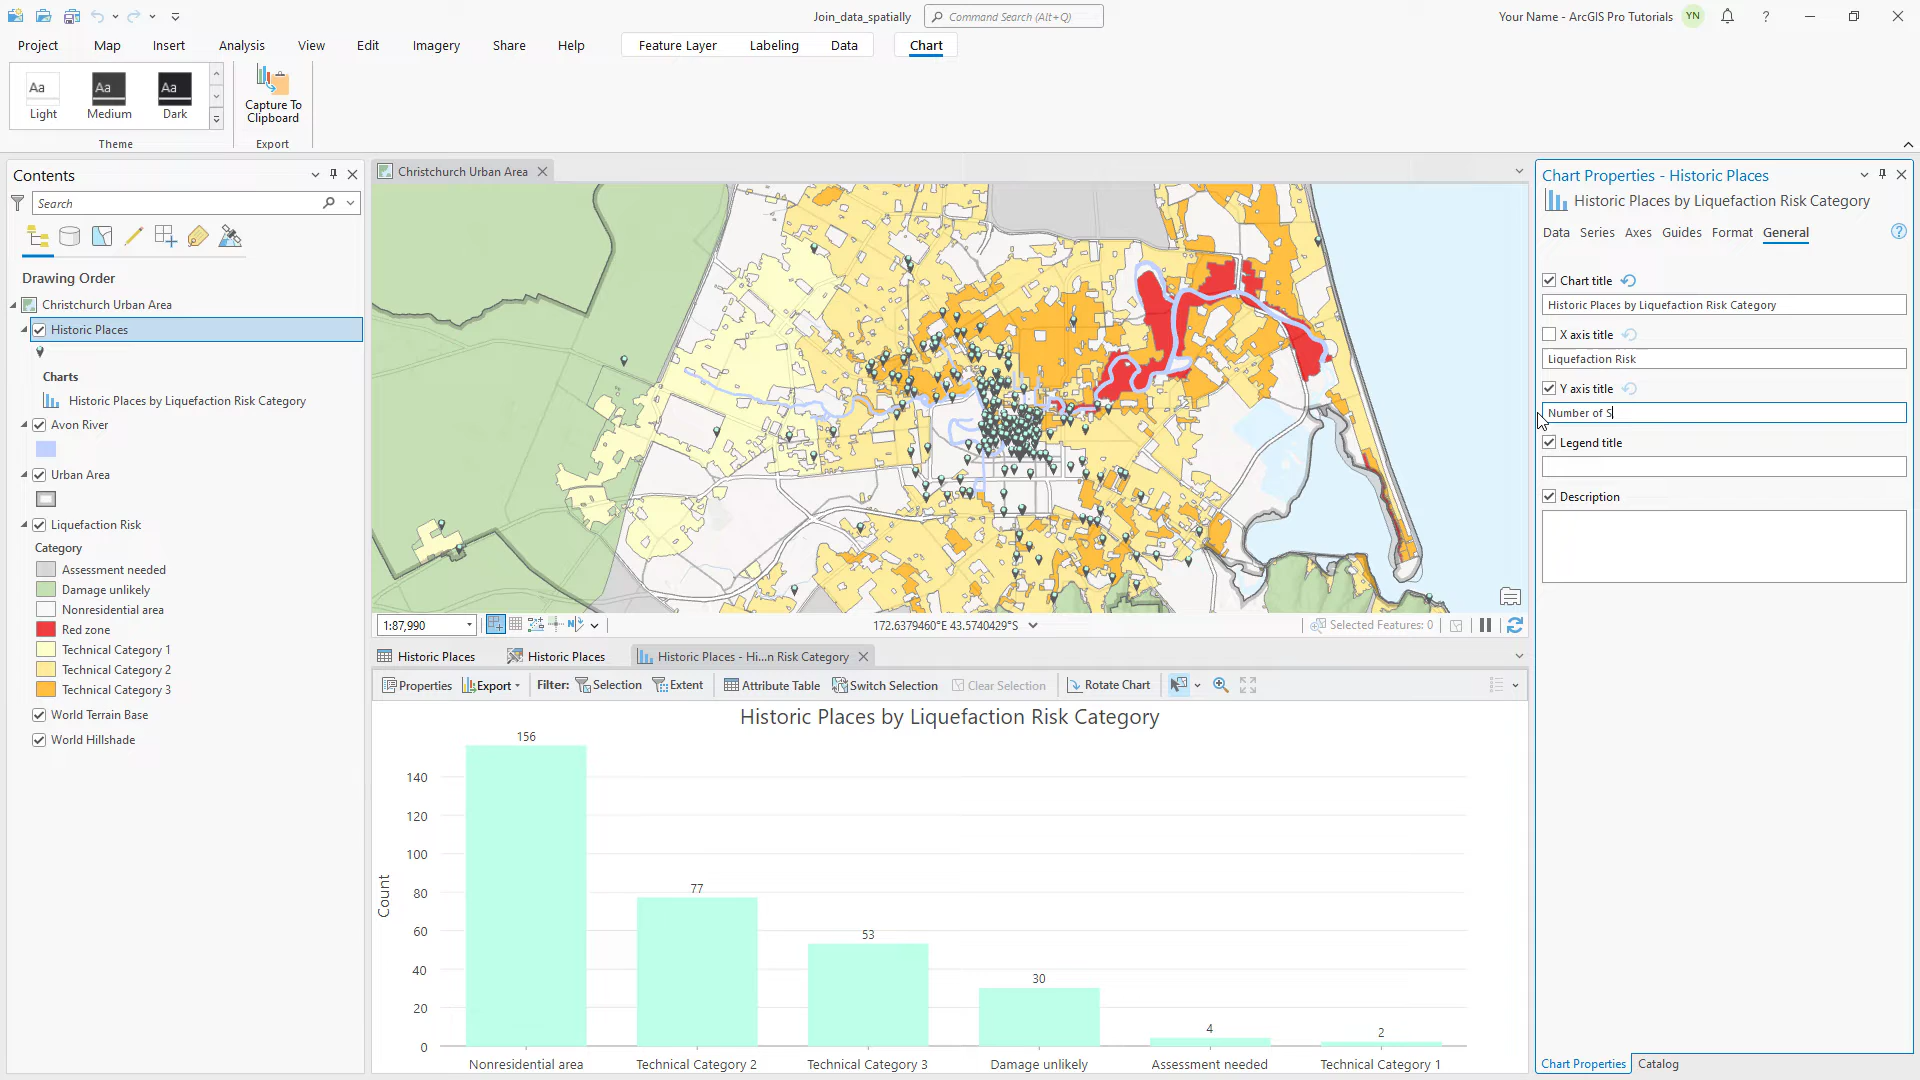 Join_data_spatially
Command Search (Alt+Q)
Your Name - ArcGIS Pro Tutorials
YN
?
Project
Map
Insert
Analysis
View
Edit
Imagery
Share
Help
Feature Layer
Labeling
Data
Chart
Aa
Aa
Aa
Light
Medium
Dark
Theme
Capture To
Clipboard
Export
Contents
Search
Drawing Order
Christchurch Urban Area
Historic Places
Charts
Historic Places by Liquefaction Risk Category
Avon River
Urban Area
Liquefaction Risk
Category
Assessment needed
Damage unlikely
Nonresidential area
Red zone
Technical Category 1
Technical Category 2
Technical Category 3
World Terrain Base
World Hillshade
Christchurch Urban Area
1:87,990
172.6379460°E 43.5740429°S
Selected Features: 0
Historic Places
Historic Places
Historic Places - Hi...n Risk Category
Properties
Export
Filter:
Selection
Extent
Attribute Table
Switch Selection
Clear Selection
Rotate Chart
Historic Places by Liquefaction Risk Category
Count
140
120
100
80
60
40
20
0
156
77
53
30
4
2
Nonresidential area
Technical Category 2
Technical Category 3
Damage unlikely
Assessment needed
Technical Category 1
Chart Properties - Historic Places
Historic Places by Liquefaction Risk Category
Data
Series
Axes
Guides
Format
General
?
Chart title
Historic Places by Liquefaction Risk Category
X axis title
Liquefaction Risk
Y axis title
Number of S
Legend title
Description
Chart Properties
Catalog